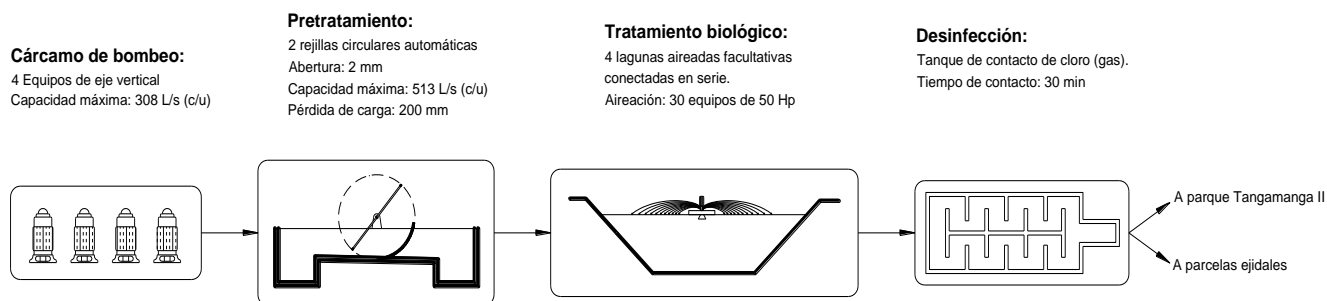 Cárcamo de bombeo:
4 Equipos de eje vertical
Capacidad máxima: 308 L/s (c/u)
Pretratamiento:
2 rejillas circulares automáticas
Abertura: 2 mm
Capacidad máxima: 513 L/s (c/u)
Pérdida de carga: 200 mm
Tratamiento biológico:
4 lagunas aireadas facultativas
conectadas en serie.
Aireación: 30 equipos de 50 Hp
Desinfección:
Tanque de contacto de cloro (gas).
Tiempo de contacto: 30 min
A parque Tangamanga II
A parcelas ejidales